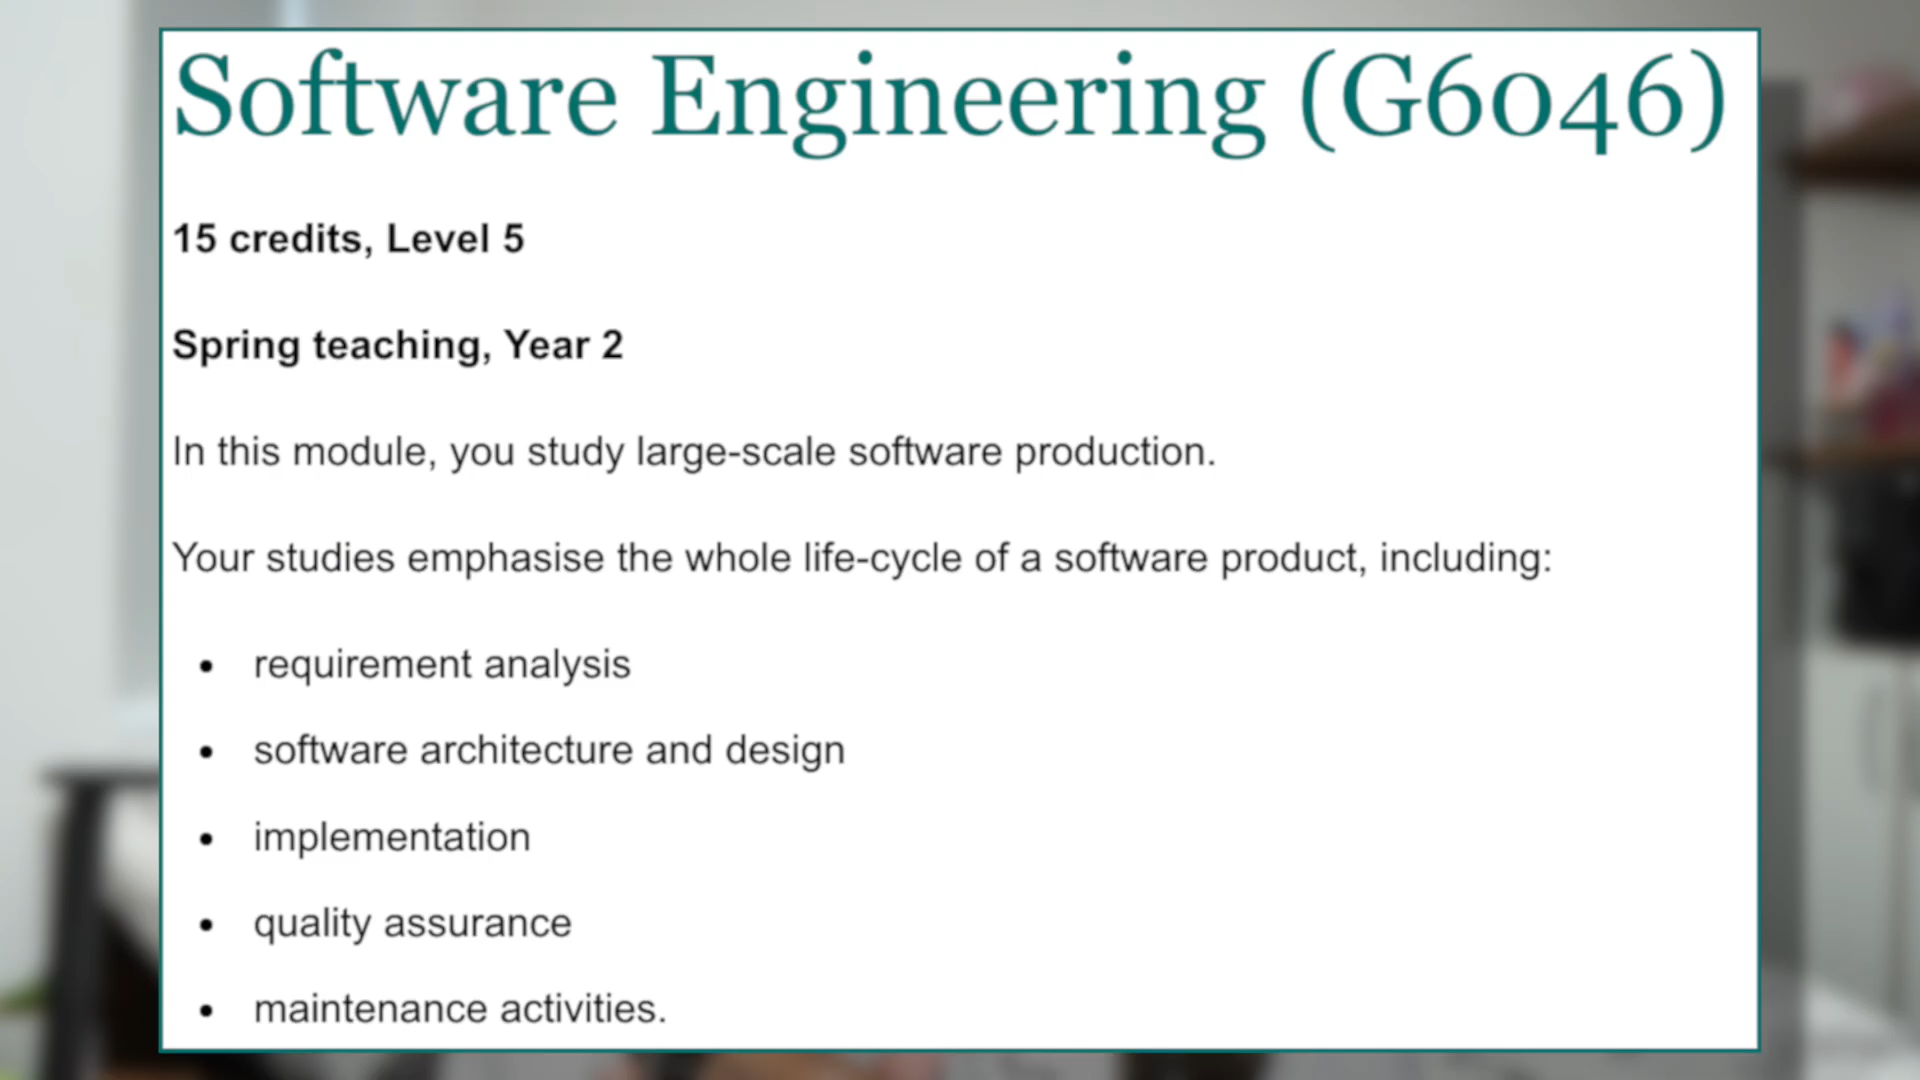 Software Engineering (G6046)
15 credits, Level 5
Spring teaching, Year 2
In this module, you study large-scale software production.
Your studies emphasise the whole life-cycle of a software product, including:
• requirement analysis
• software architecture and design
• implementation
• quality assurance
• maintenance activities.